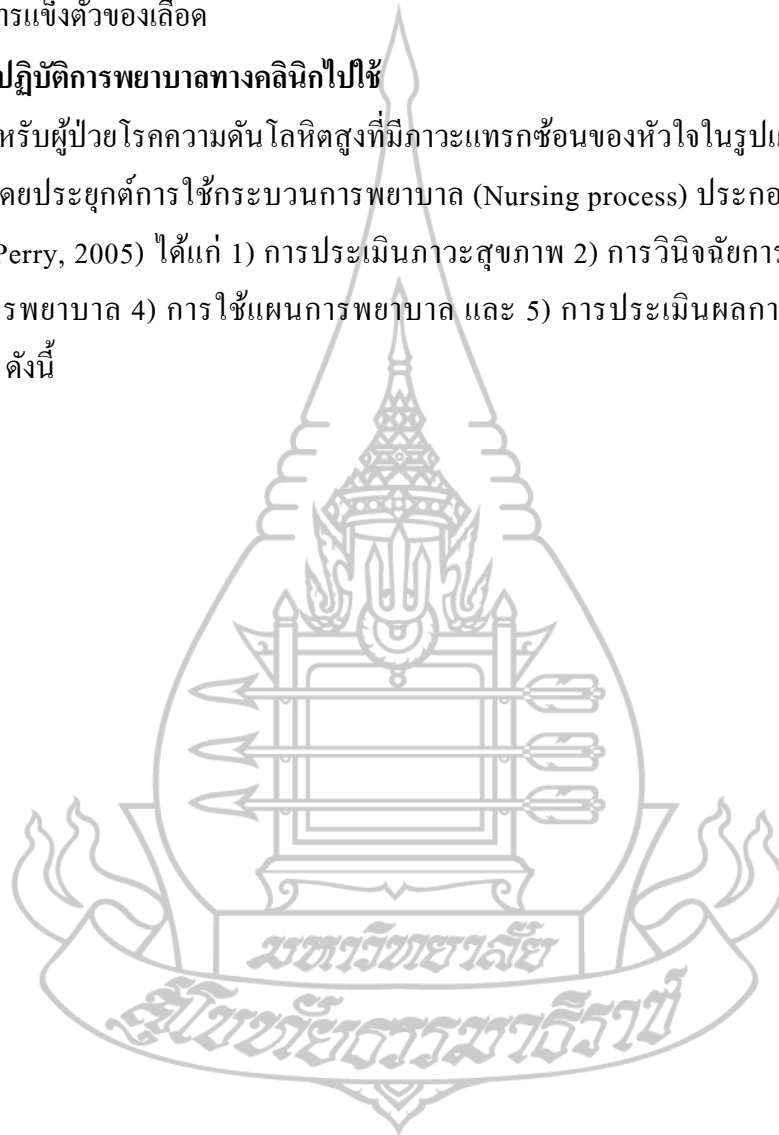 ารแข็งตัวของเลือด
ปฏิบัติการพยาบาลทางคลินิกไปใช้
หรับผู้ป่วยโรคความดันโลหิตสูงที่มีภาวะแทรกซ้อนของหัวใจในรูปแ
ดยประยุกต์การใช้กระบวนการพยาบาล (Nursing process) ประกอ
Perry, 2005) ได้แก่ 1) การประเมินภาวะสุขภาพ 2) การวินิจฉัยการ
รพยาบาล 4) การใช้แผนการพยาบาล และ 5) การประเมินผลกา
ดังนี้
มหาวิทยาลัย
สุโขทัยธรรมาธิราช